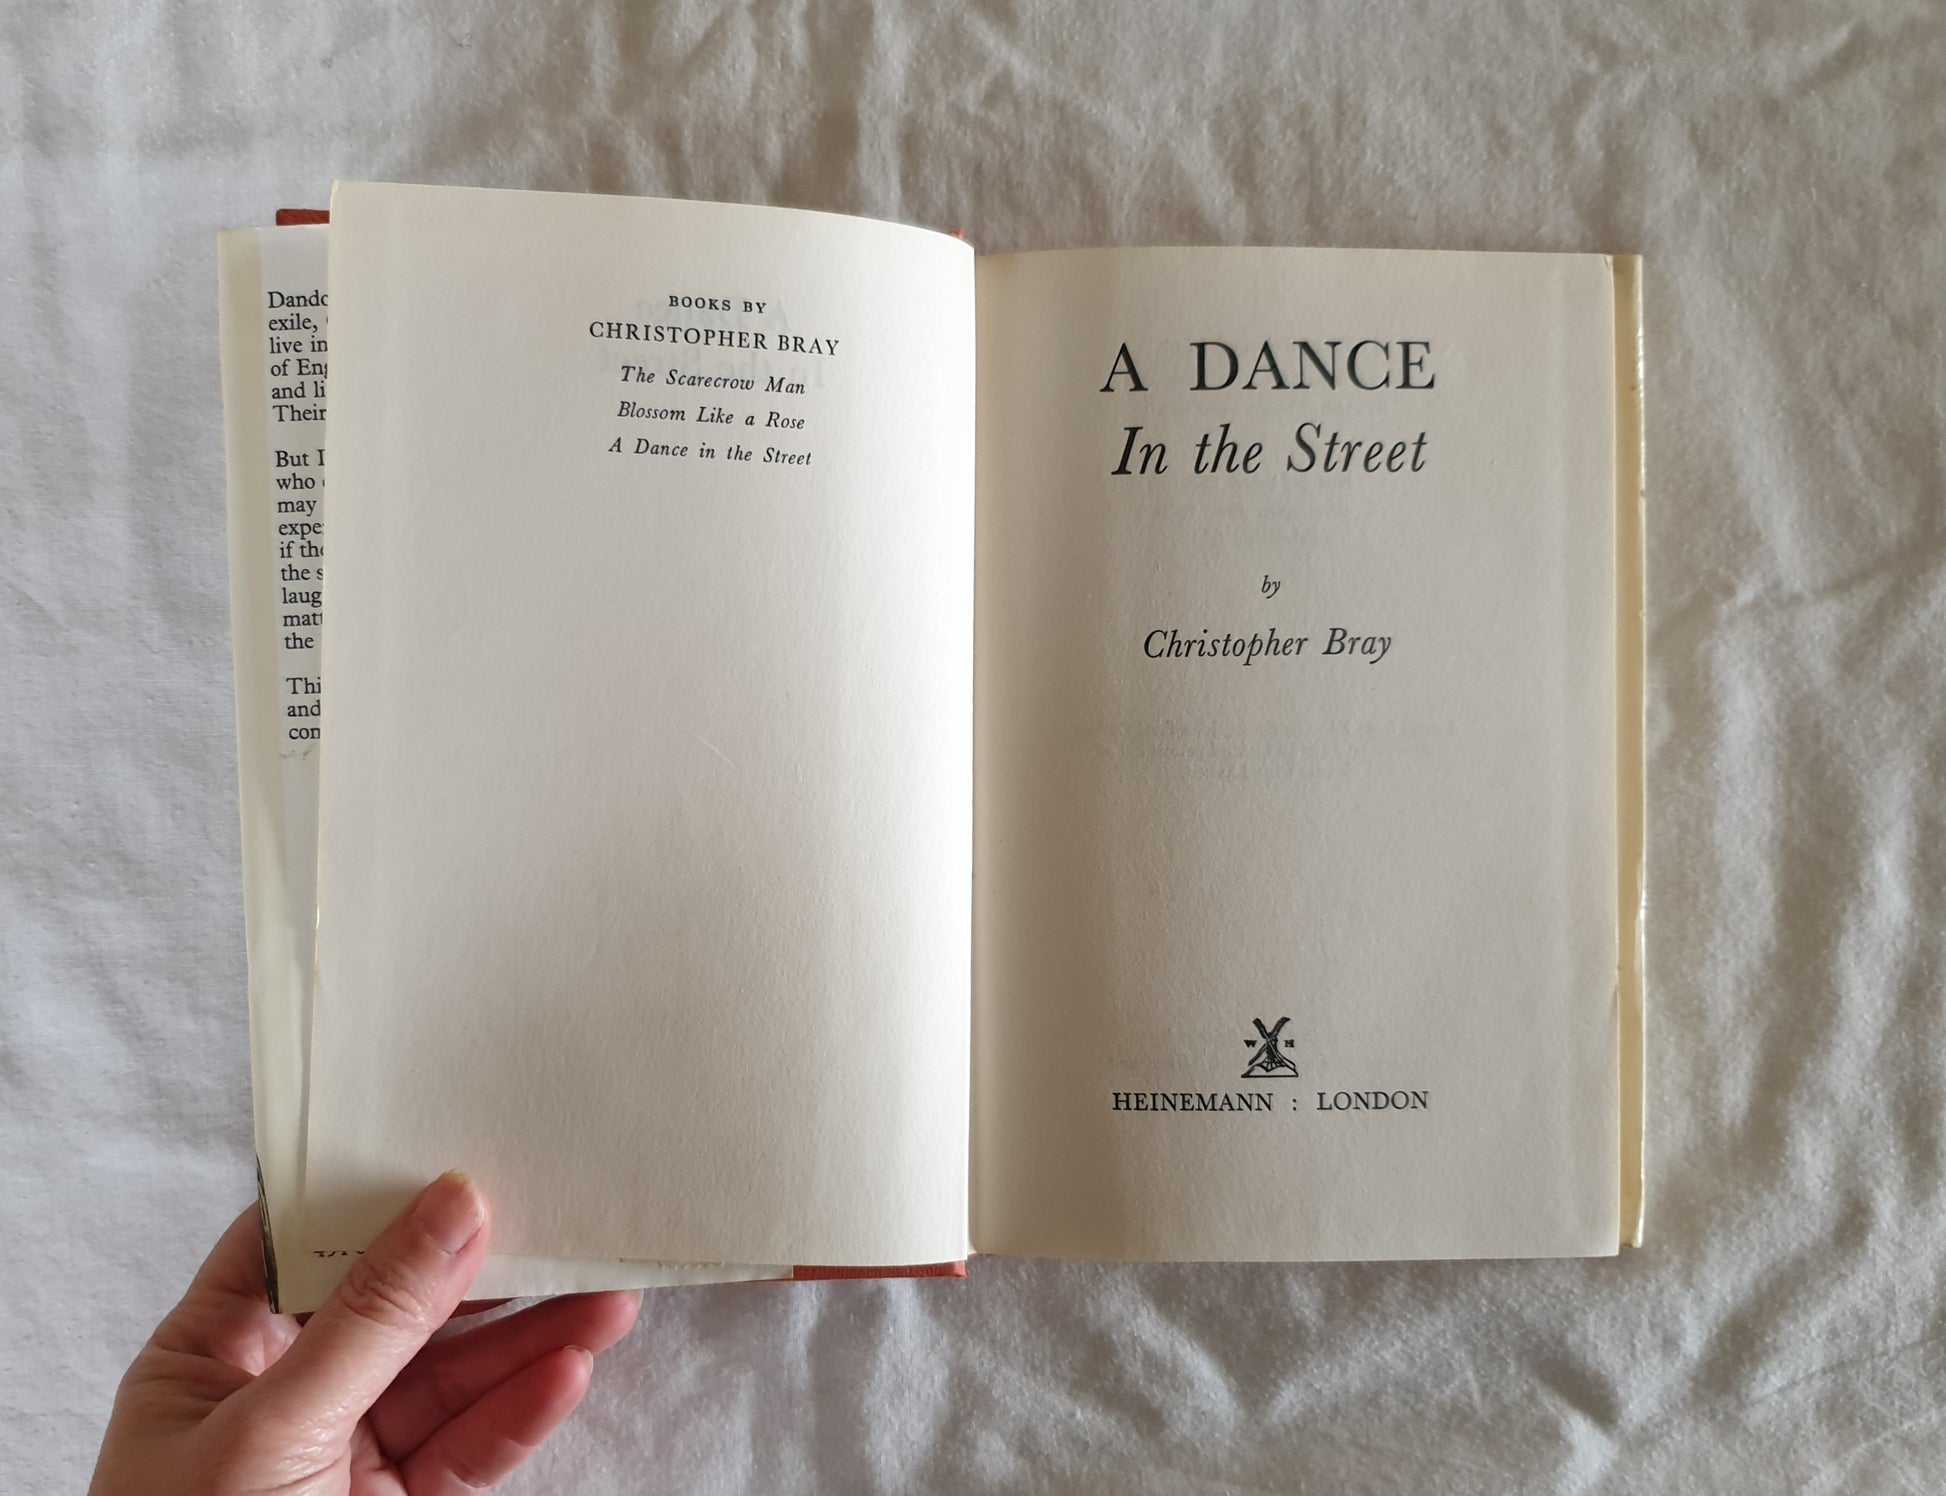 Dando
exile,
live in
of Eng
and li
Their
But I
who
may
expe
if the
the s
laug
matt
the
Thi
and
con
BOOKS BY
CHRISTOPHER BRAY
The Scarecrow Man
Blossom Like a Rose
A Dance in the Street
A DANCE
In the Street
by
Christopher Bray
W H
HEINEMANN : LONDON